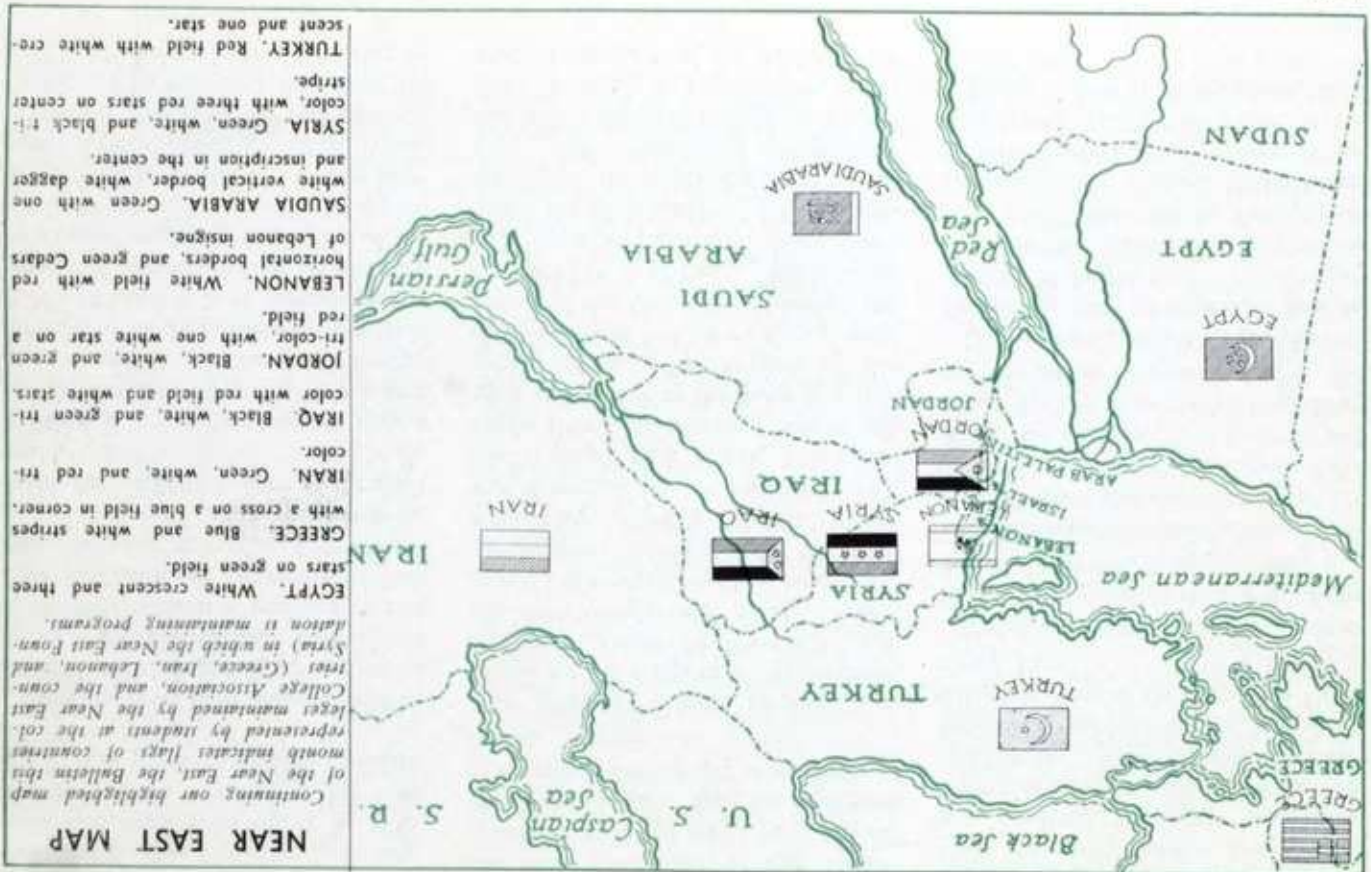 NEAR EAST MAP
Continuing our highlighted map
of the Near East, the Bulletin this
month indicates flags of countries
represented by students at the col-
leges maintained by the Near East
College Association, and the coun-
tries (Greece, Iran, Lebanon, and
Syria) in which the Near East Foun-
dation is maintaining programs.
EGYPT. White crescent and three
stars on green field.
GREECE. Blue and white stripes
with a cross on a blue field in corner.
IRAN. Green, white, and red tri-
color.
IRAQ. Black, white, and green tri-
color with red field and white stars.
JORDAN. Black, white, and green
tri-color, with one white star on a
red field.
LEBANON. White field with red
horizontal borders, and green Cedars
of Lebanon insigne.
SAUDIA ARABIA. Green with one
white vertical border, white dagger
and inscription in the center.
SYRIA. Green, white, and black tri-
color, with three red stars on center
stripe.
TURKEY. Red field with white cre-
scent and one star.
GREECE
GREECE
Black Sea
U. S. S. R.
Caspian
Sea
TURKEY
TURKEY
Mediterranean Sea
LEBANON
LEBANON
SYRIA
SYRIA
IRAQ
IRAQ
IRAN
IRAN
ISRAEL
ARAB PALESTINE
JORDAN
JORDAN
EGYPT
EGYPT
Red
Sea
SAUDI
ARABIA
SAUDI ARABIA
Persian
Gulf
SUDAN